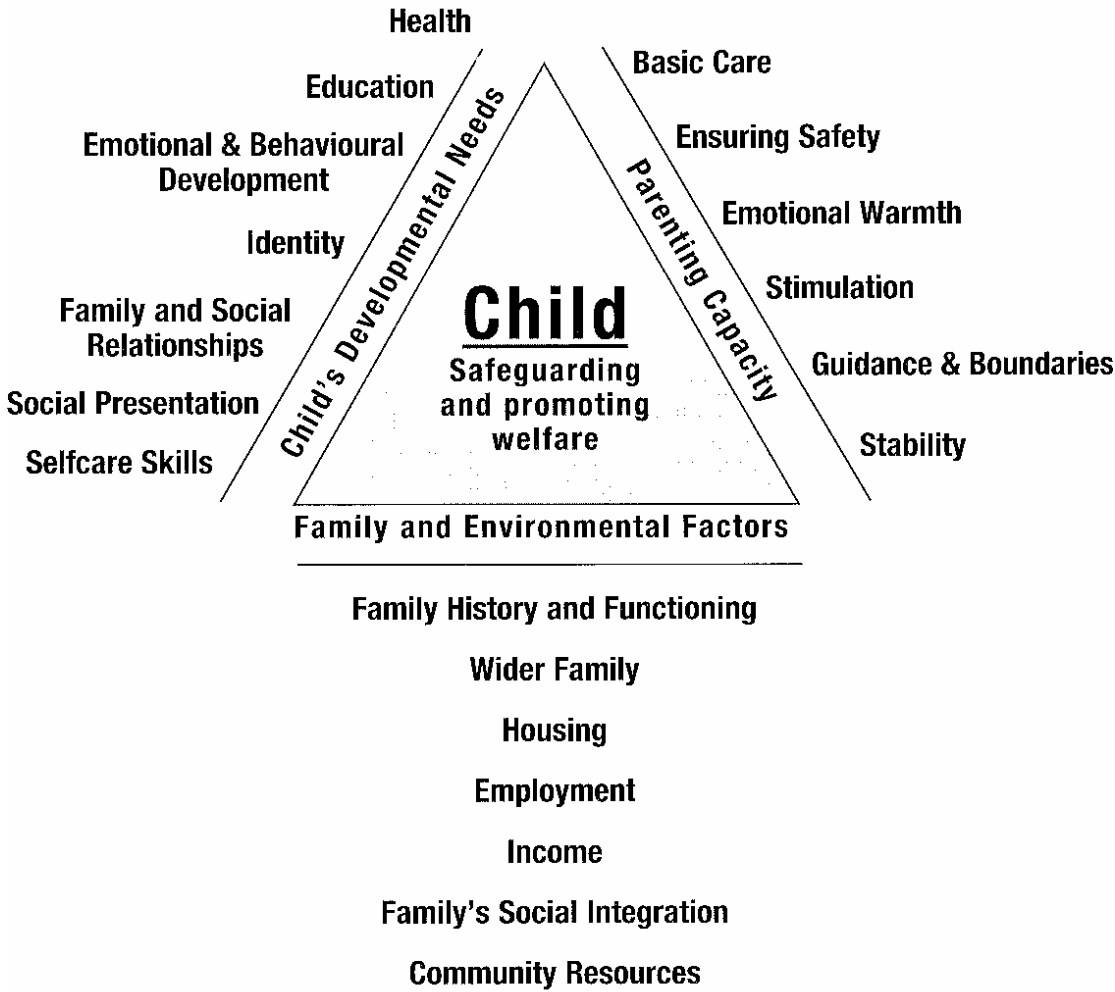 Health
Education
Emotional & Behavioural
Development
Identity
Family and Social
Relationships
Social Presentation
Selfcare Skills
Child's Developmental Needs
Basic Care
Ensuring Safety
Emotional Warmth
Stimulation
Guidance & Boundaries
Stability
Parenting Capacity
Child
Safeguarding
and promoting
welfare
Family and Environmental Factors
Family History and Functioning
Wider Family
Housing
Employment
Income
Family's Social Integration
Community Resources